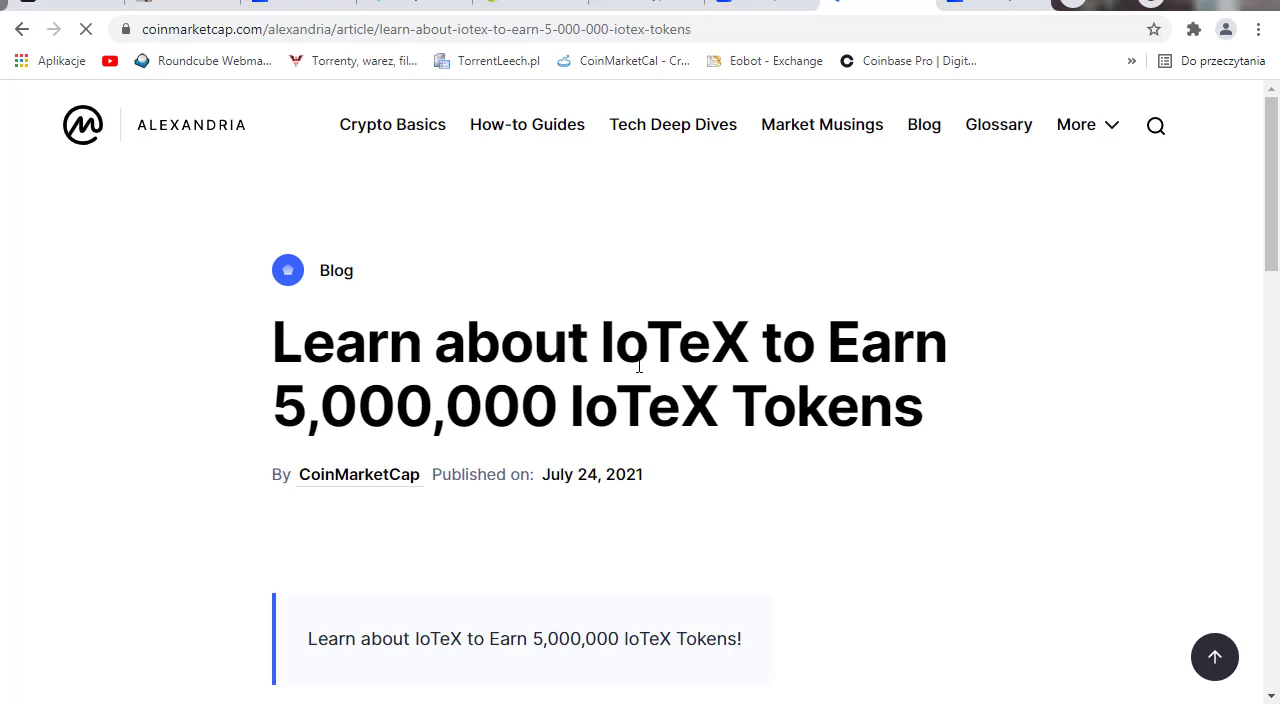 coinmarketcap.com/alexandria/article/learn-about-iotex-to-earn-5-000-000-iotex-tokens
Aplikacje Roundcube Webma... Torrenty, warez, fil... TorrentLeech.pl CoinMarketCal - Cr... Eobot - Exchange Coinbase Pro | Digit... » Do przeczytania
ALEXANDRIA Crypto Basics How-to Guides Tech Deep Dives Market Musings Blog Glossary More
Blog
Learn about IoTeX to Earn
5,000,000 IoTeX Tokens
By CoinMarketCap Published on: July 24, 2021
Learn about IoTeX to Earn 5,000,000 IoTeX Tokens!